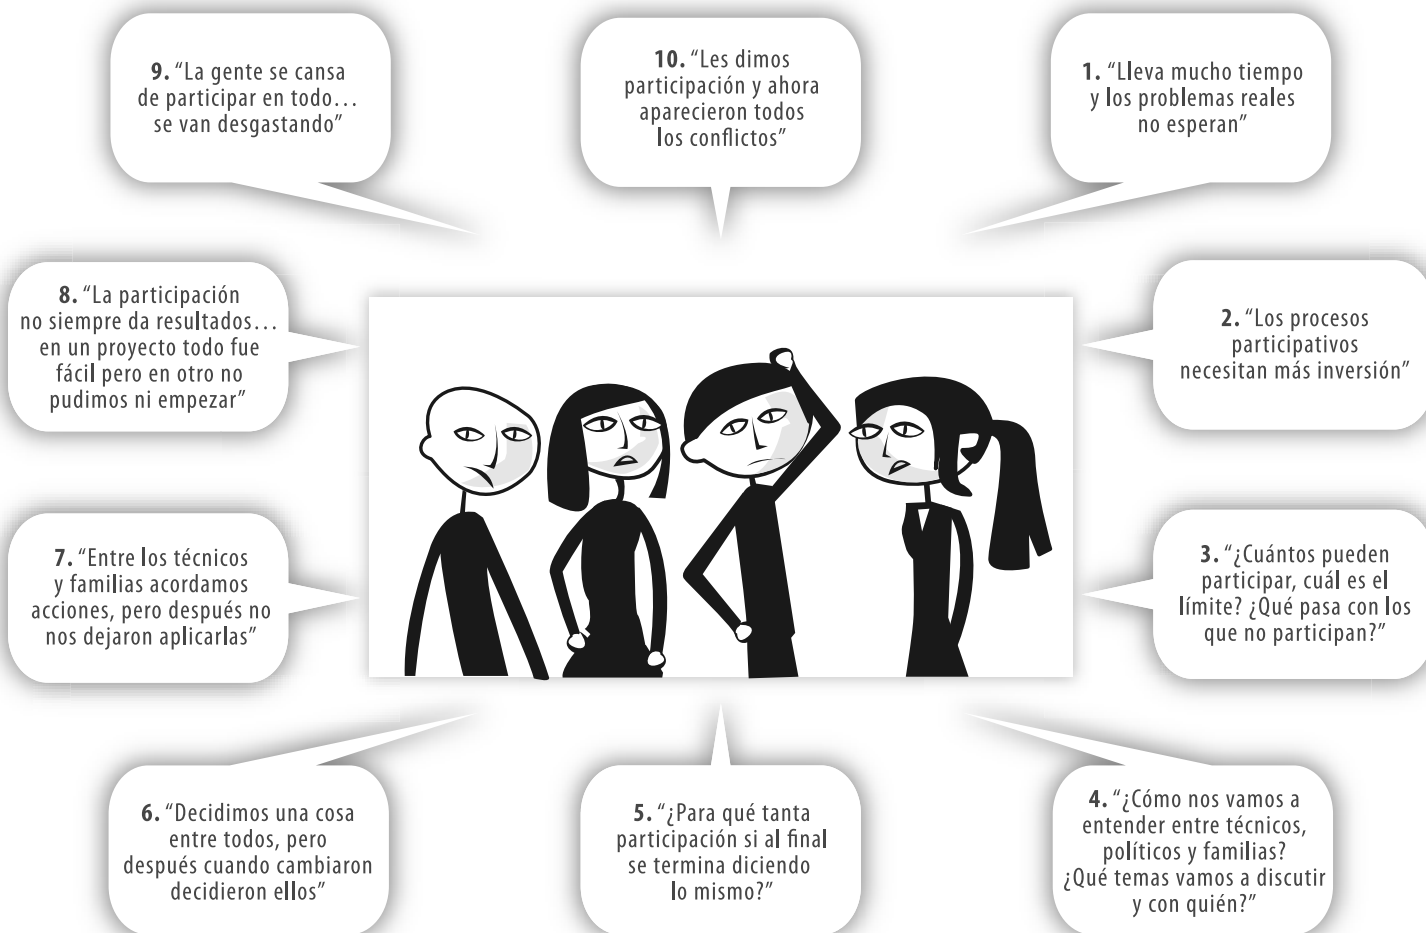 9. “La gente se cansa
de participar en todo…
se van desgastando”
10. “Les dimos
participación y ahora
aparecieron todos
los conflictos”
1. “Lleva mucho tiempo
y los problemas reales
no esperan”
8. “La participación
no siempre da resultados…
en un proyecto todo fue
fácil pero en otro no
pudimos ni empezar”
2. “Los procesos
participativos
necesitan más inversión”
7. “Entre los técnicos
y familias acordamos
acciones, pero después no
nos dejaron aplicarlas”
3. “¿Cuántos pueden
participar, cuál es el
límite? ¿Qué pasa con los
que no participan?”
6. “Decidimos una cosa
entre todos, pero
después cuando cambiaron
decidieron ellos”
5. “¿Para qué tanta
participación si al final
se termina diciendo
lo mismo?”
4. “¿Cómo nos vamos a
entender entre técnicos,
políticos y familias?
¿Qué temas vamos a discutir
y con quién?”